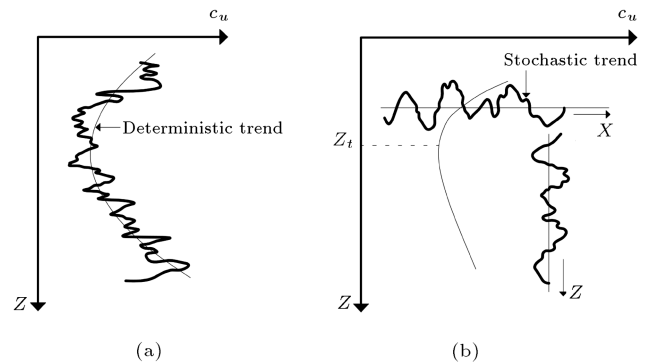 c_u
Deterministic trend
Z
(a)
c_u
Stochastic trend
X
Z_t
Z
Z
(b)